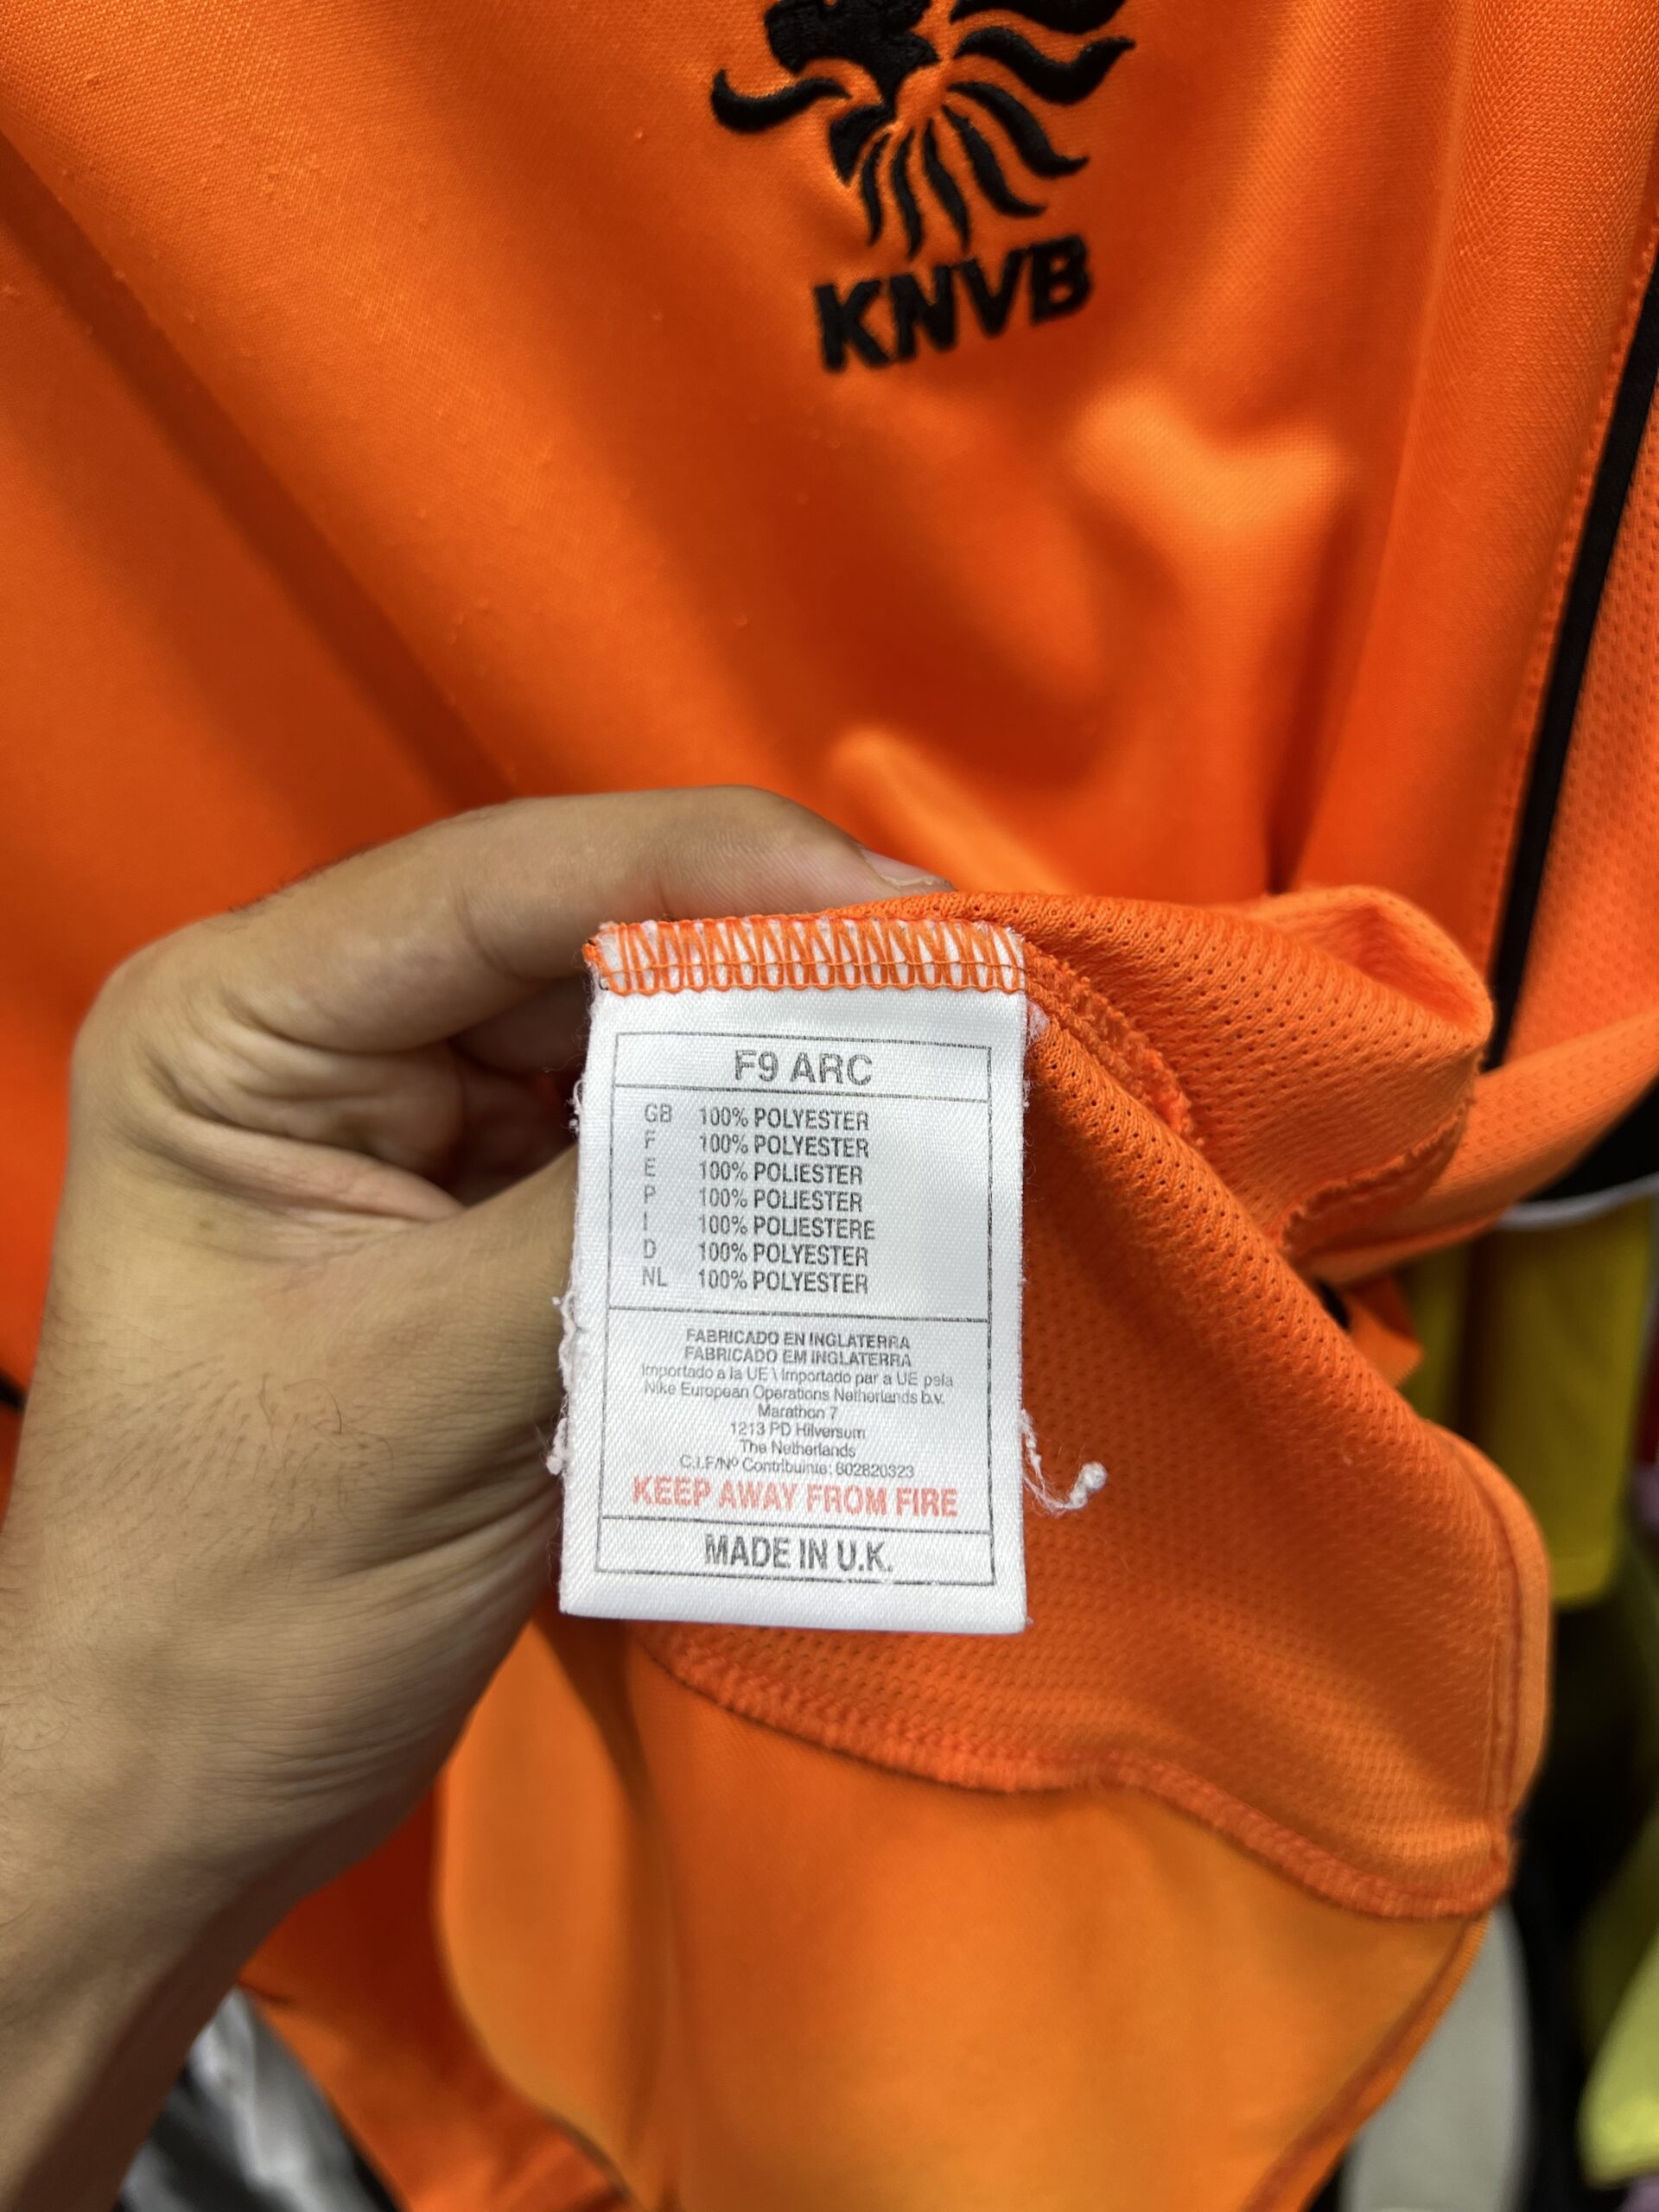 KNVB
F9 ARC
GB 100% POLYESTER
F 100% POLYESTER
E 100% POLIESTER
P 100% POLIESTER
I 100% POLIESTERE
D 100% POLYESTER
NL 100% POLYESTER
FABRICADO EN INGLATERRA
FABRICADO EM INGLATERRA
Importado a la UE \ Importado par a UE pela
Nike European Operations Netherlands b.v.
Marathon 7
1213 PD Hilversum
The Netherlands
C.I.F/Nº Contribuinte: 602820323
KEEP AWAY FROM FIRE
MADE IN U.K.